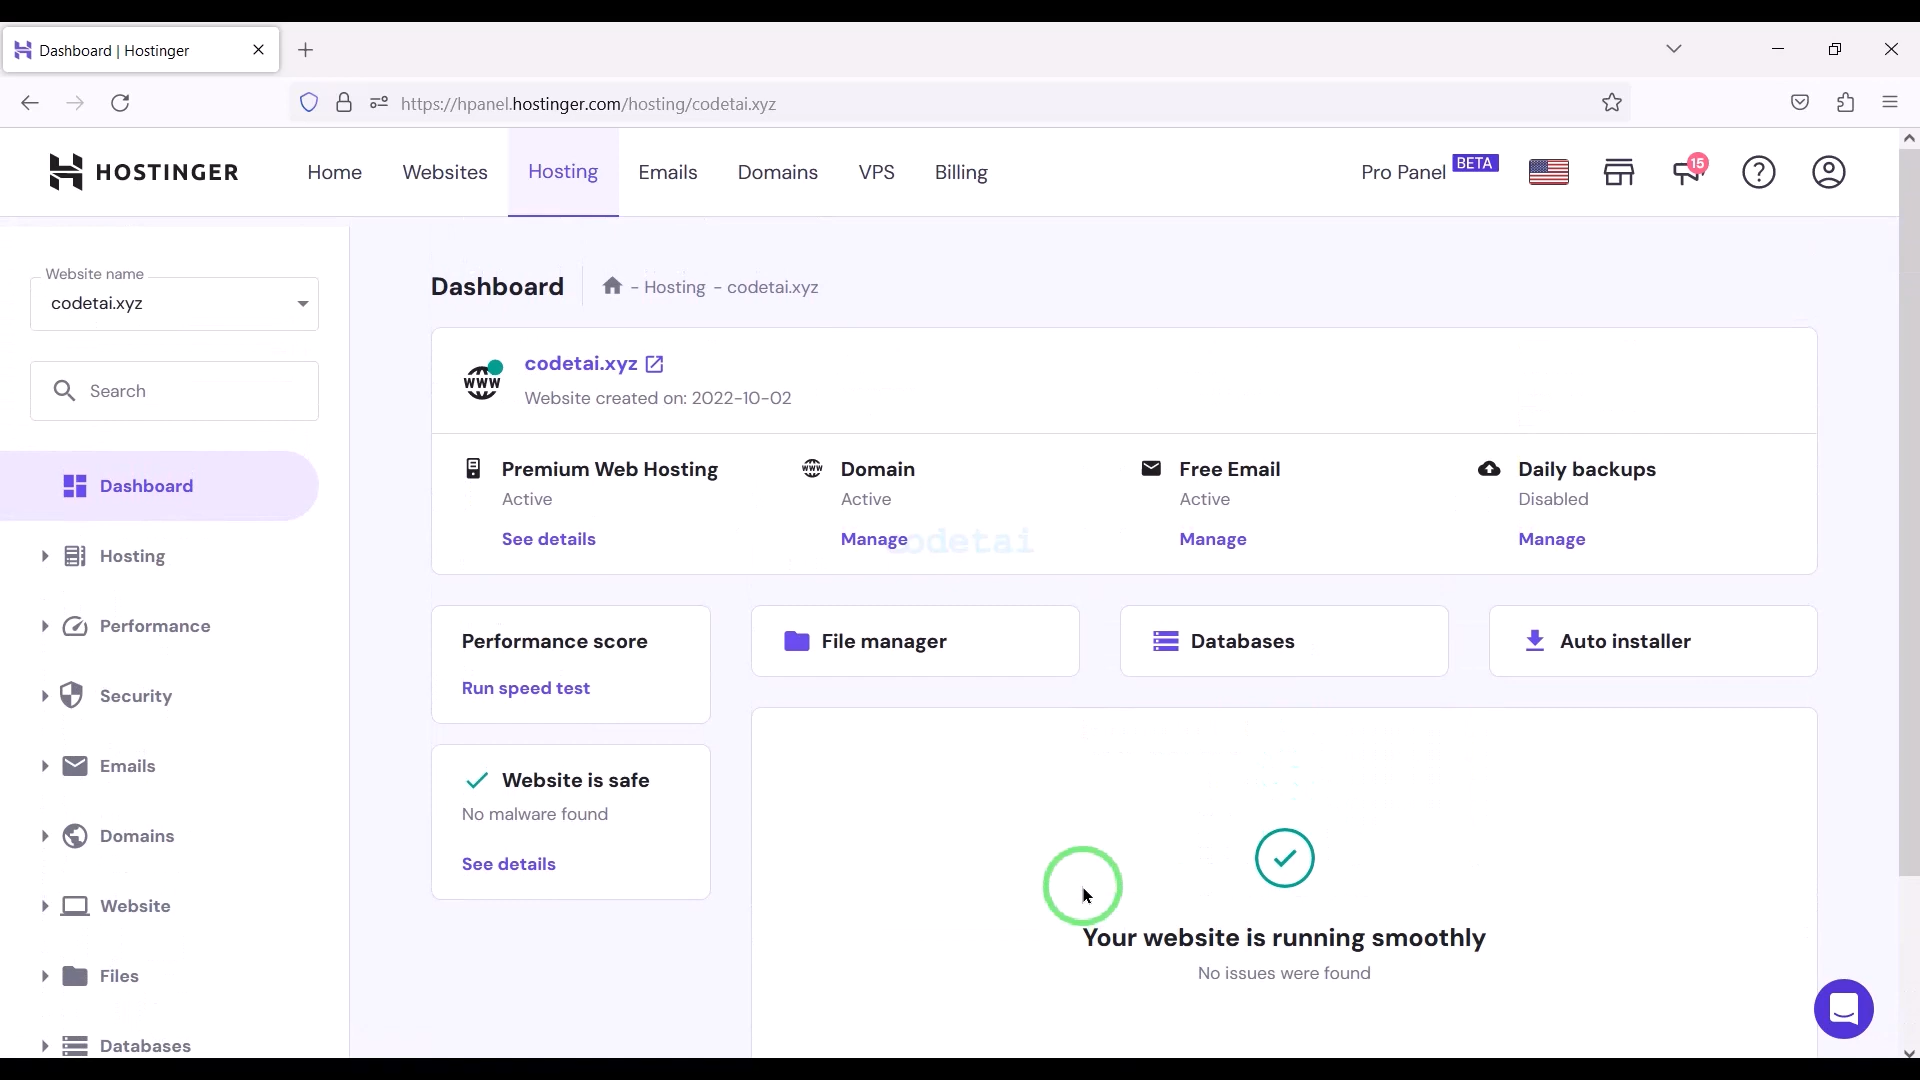 Dashboard | Hostinger
https://hpanel.hostinger.com/hosting/codetai.xyz
HOSTINGER
Home
Websites
Hosting
Emails
Domains
VPS
Billing
Pro Panel BETA
15
Website name
codetai.xyz
Search
Dashboard
Hosting
Performance
Security
Emails
Domains
Website
Files
Databases
Dashboard
- Hosting - codetai.xyz
www
codetai.xyz
Website created on: 2022-10-02
Premium Web Hosting
Active
See details
www
Domain
Active
Manage
Free Email
Active
Manage
Daily backups
Disabled
Manage
codetai
Performance score
Run speed test
File manager
Databases
Auto installer
Website is safe
No malware found
See details
Your website is running smoothly
No issues were found